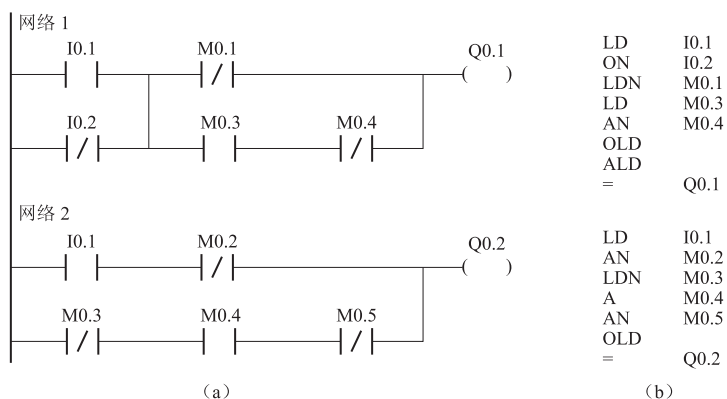 网络 1
I0.1 M0.1 Q0.1
I0.2 M0.3 M0.4
网络 2
I0.1 M0.2 Q0.2
M0.3 M0.4 M0.5
(a)
LD I0.1
ON I0.2
LDN M0.1
LD M0.3
AN M0.4
OLD
ALD
= Q0.1
LD I0.1
AN M0.2
LDN M0.3
A M0.4
AN M0.5
OLD
= Q0.2
(b)